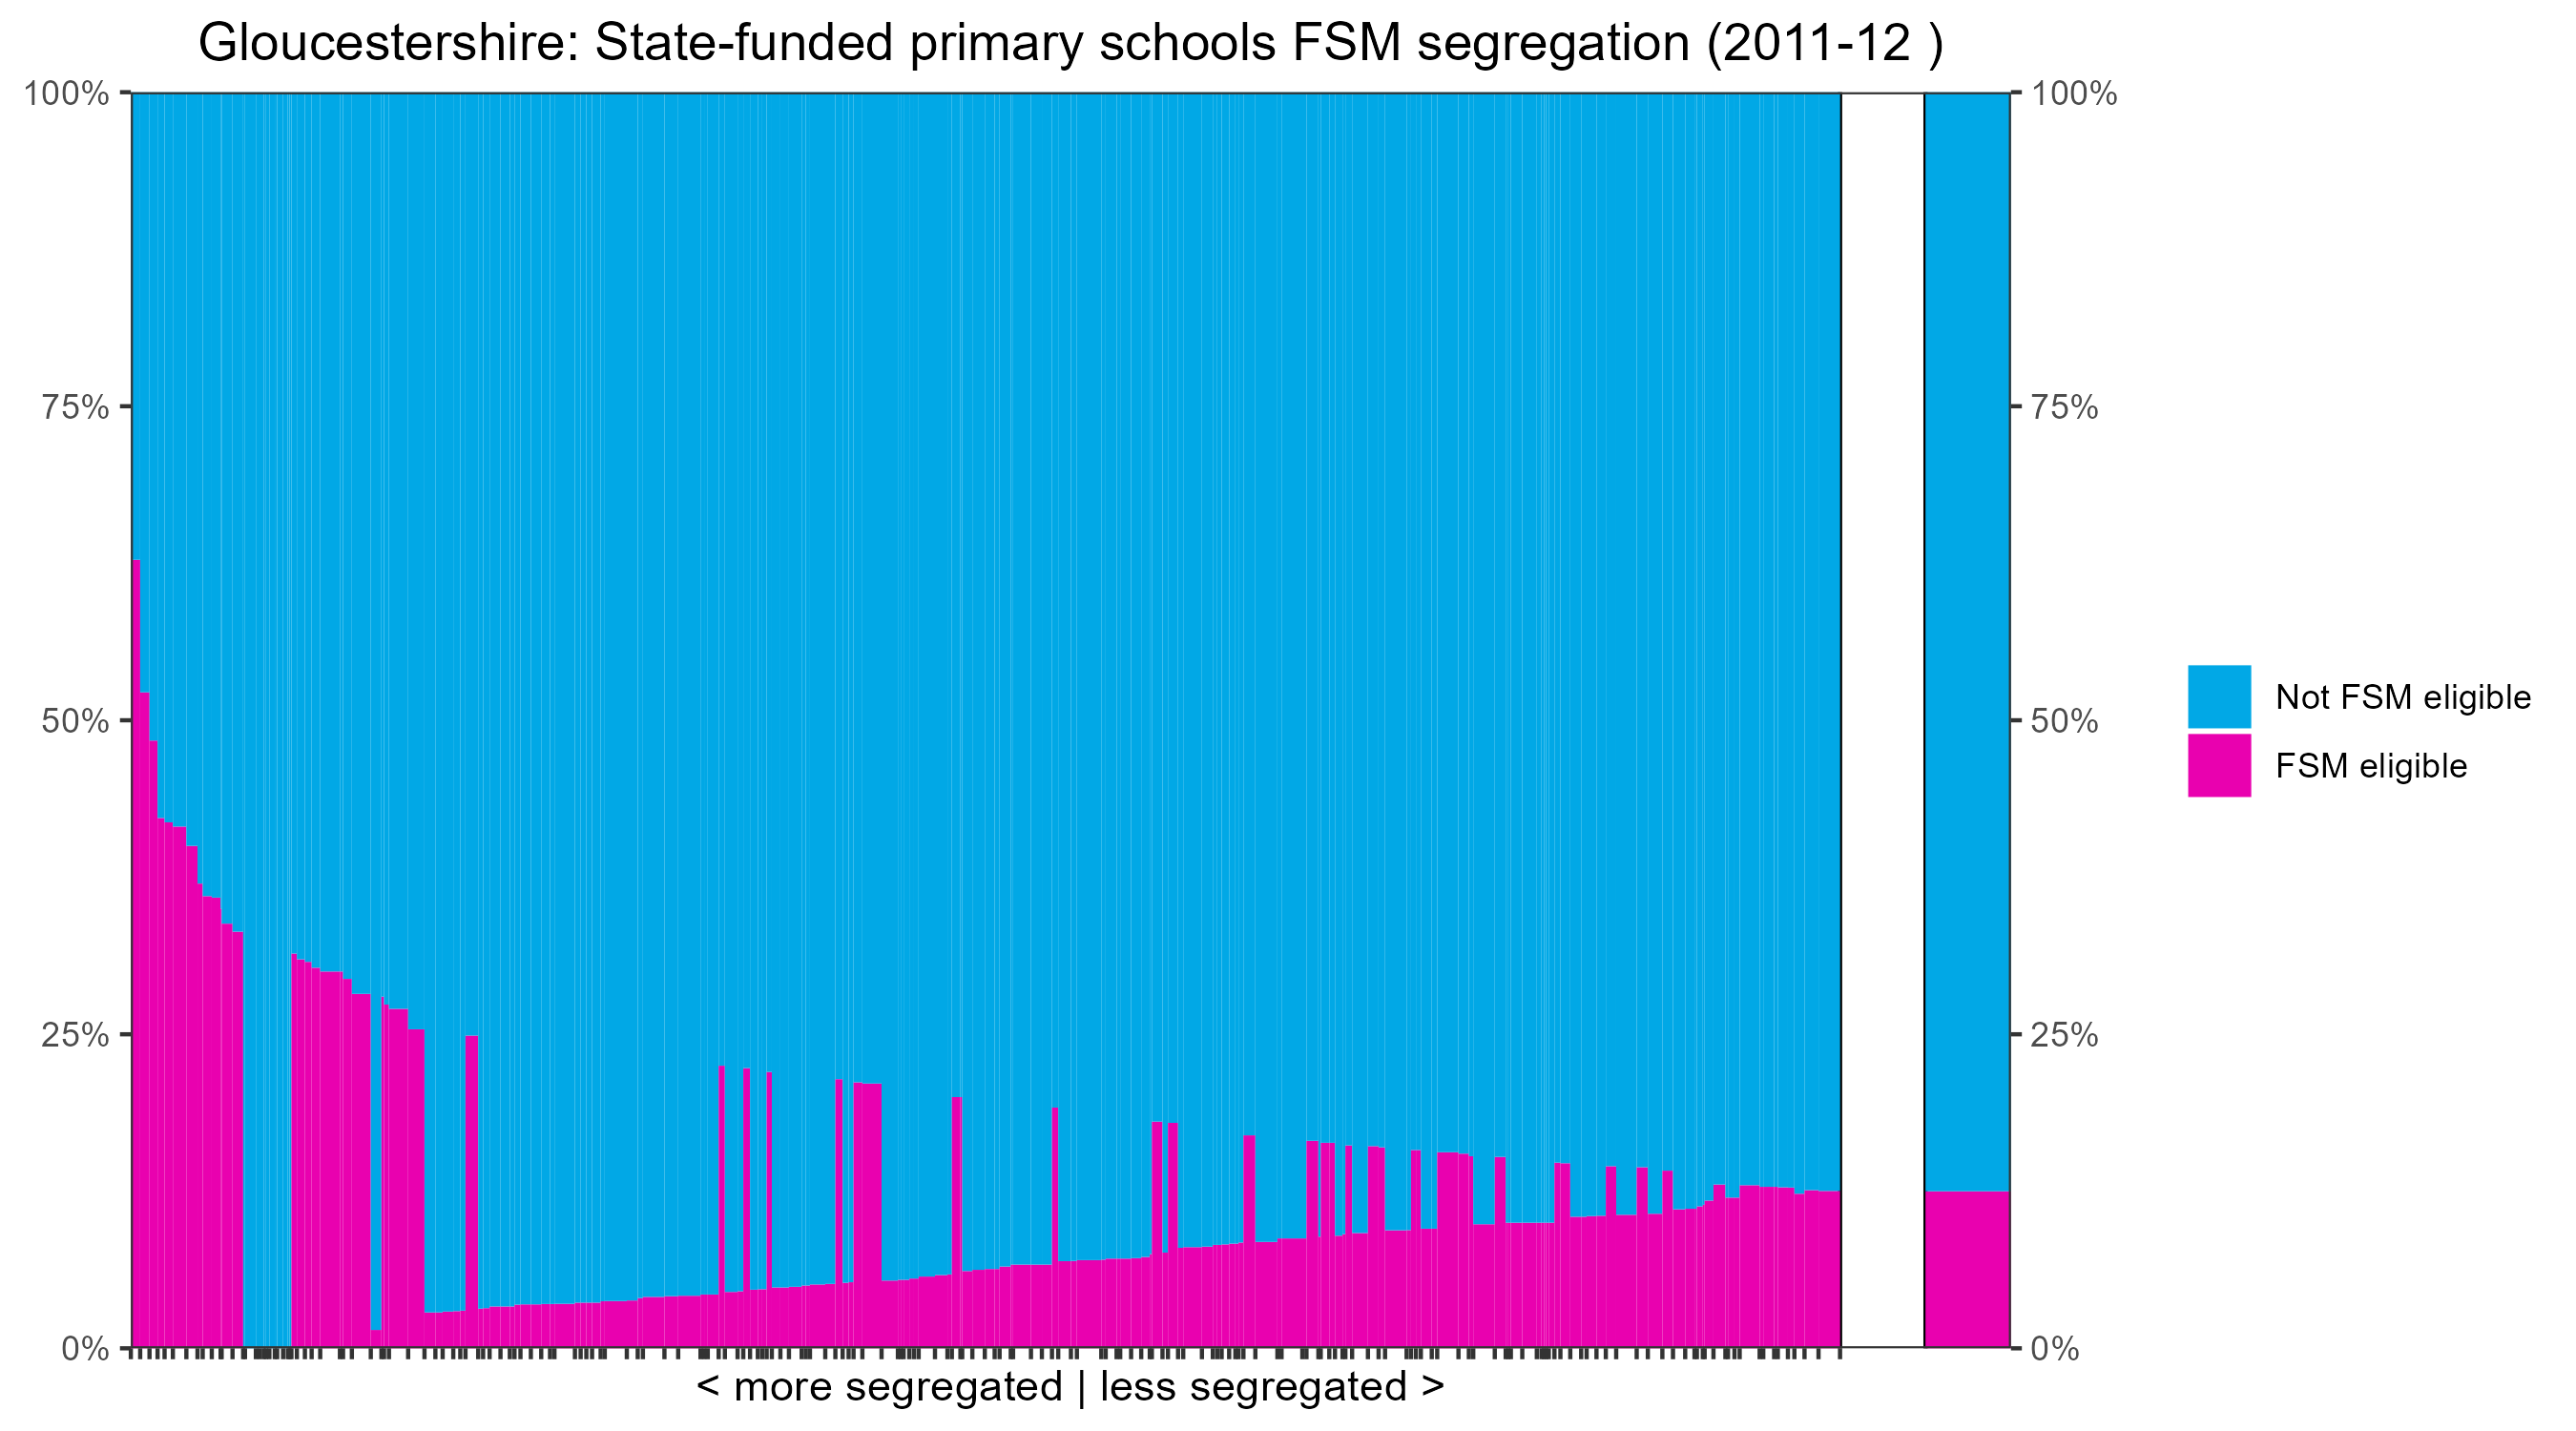 Gloucestershire: State-funded primary schools FSM segregation (2011-12 )
100%
75%
50%
25%
0%
100%
75%
50%
25%
0%
< more segregated | less segregated >
Not FSM eligible
FSM eligible